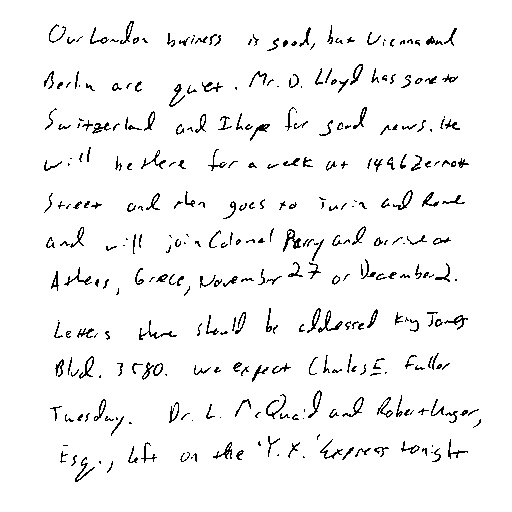 Our London business is good, but Vienna and
Berlin are quiet. Mr. D. Lloyd has gone to
Switzerland and I hope for good news. He
will be there for a week at 1496 Zermott
Street and then goes to Turin and Rome
and will join Colonel Parry and arrive at
Athens, Greece, November 27 or December 2.
Letters there should be addressed King James
Blvd. 3580. We expect Charles E. Fuller
Tuesday. Dr. L. McQuaid and Robert Unger,
Esq., left on the 'Y.X.' Express tonight